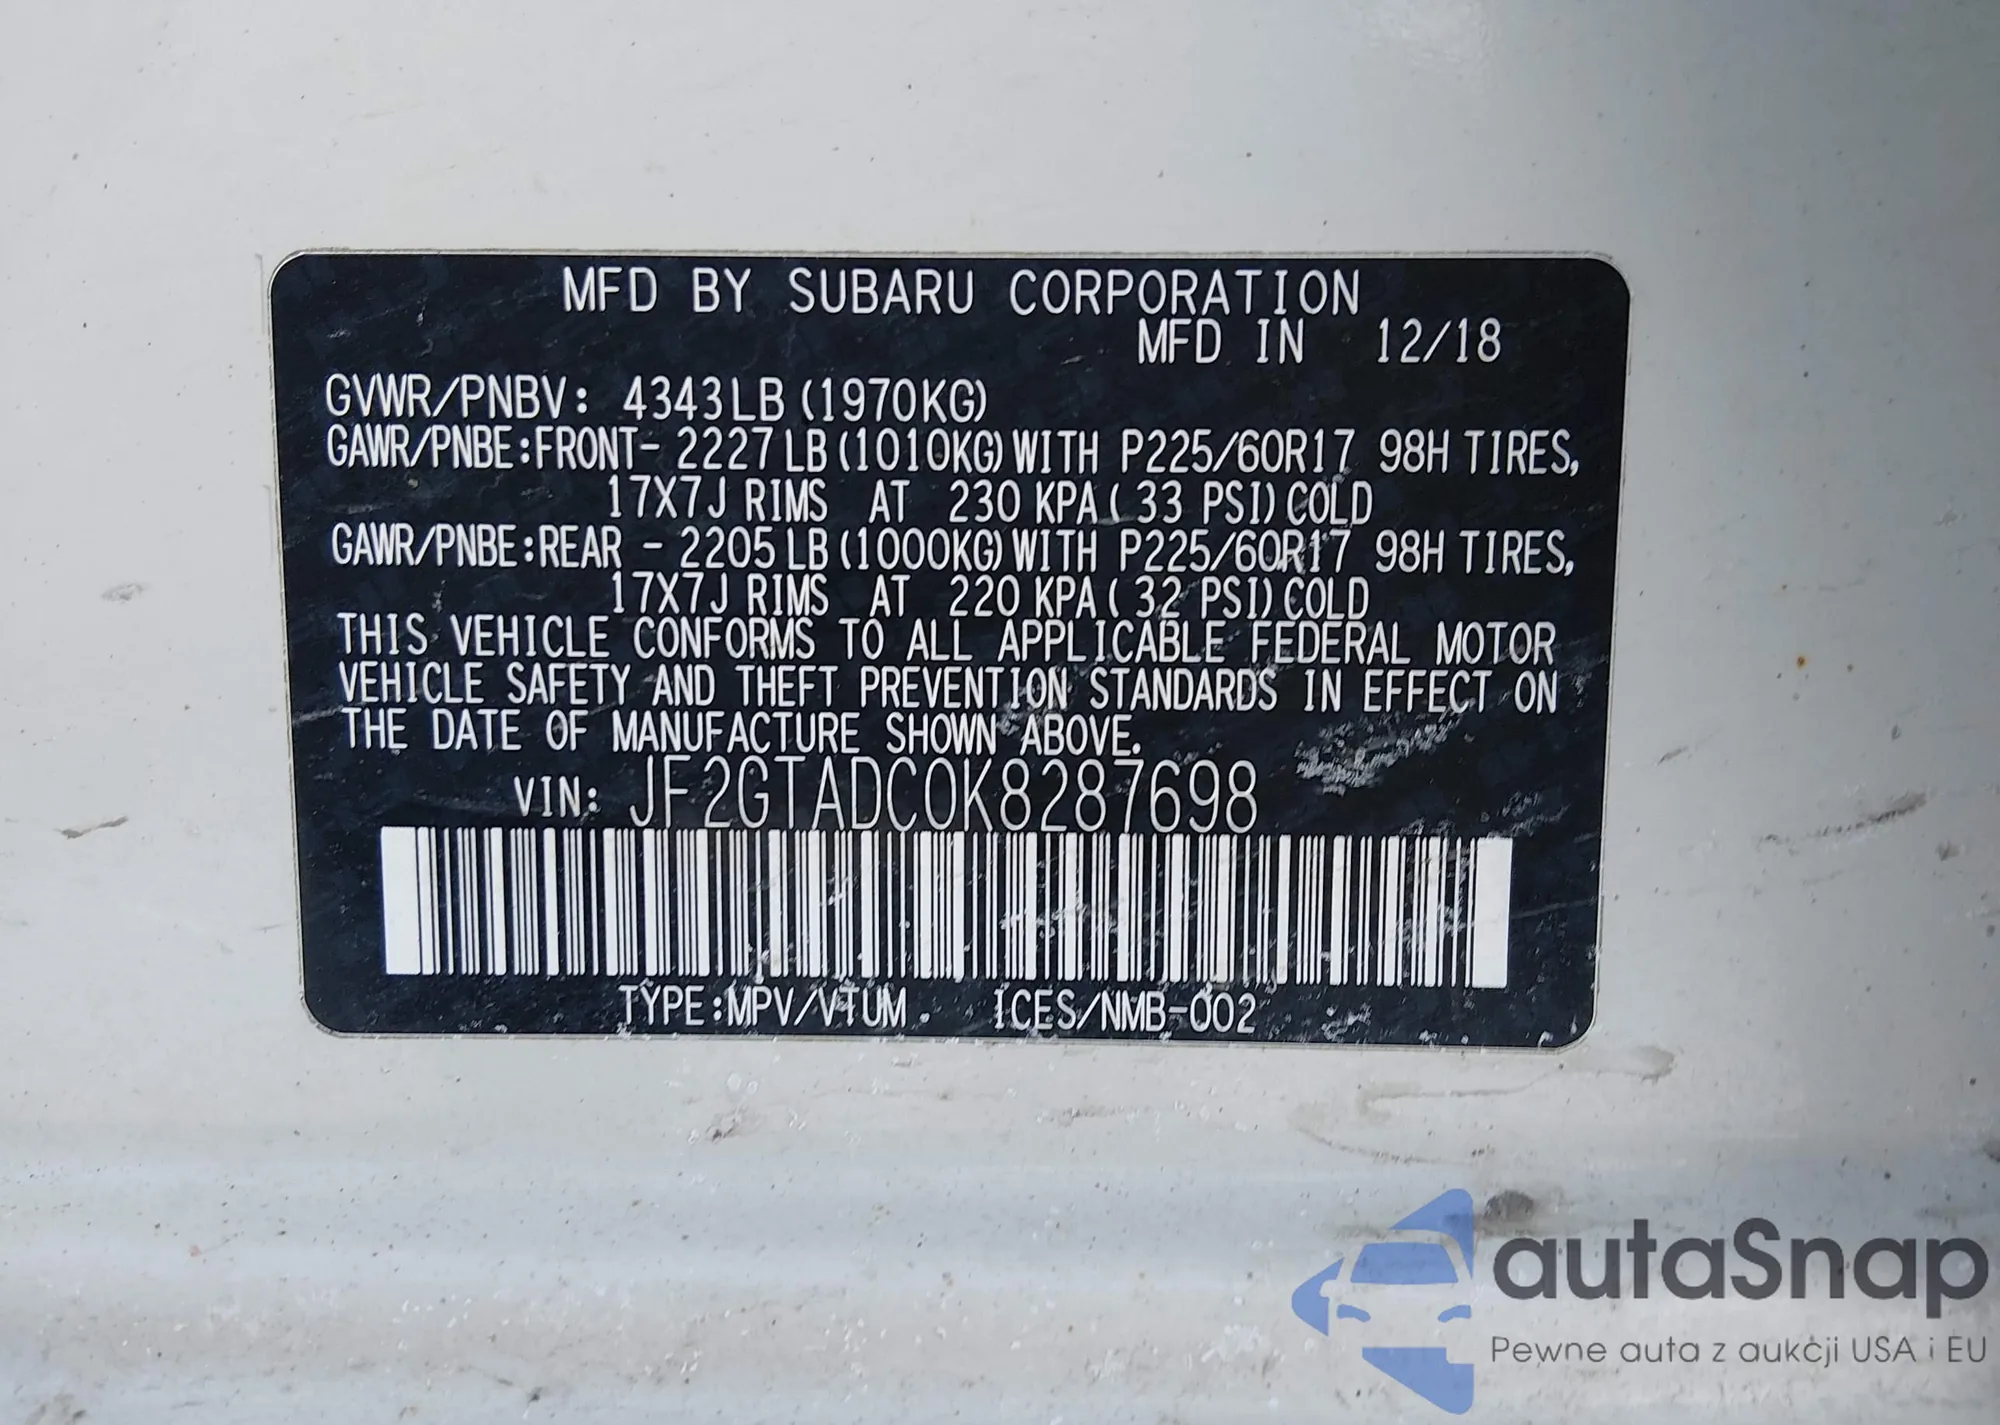 MFD BY SUBARU CORPORATION
MFD IN 12/18
GVWR/PNBV: 4343LB(1970KG)
GAWR/PNBE:FRONT- 2227LB(1010KG)WITH P225/60R17 98H TIRES,
17X7J RIMS AT 230 KPA( 33 PSI)COLD
GAWR/PNBE:REAR - 2205LB(1000KG)WITH P225/60R17 98H TIRES,
17X7J RIMS AT 220 KPA( 32 PSI)COLD
THIS VEHICLE CONFORMS TO ALL APPLICABLE FEDERAL MOTOR
VEHICLE SAFETY AND THEFT PREVENTION STANDARDS IN EFFECT ON
THE DATE OF MANUFACTURE SHOWN ABOVE.
VIN: JF2GTADC0K8287698
TYPE:MPV/VTUM. ICES/NMB-002
autaSnap
Pewne auta z aukcji USA i EU